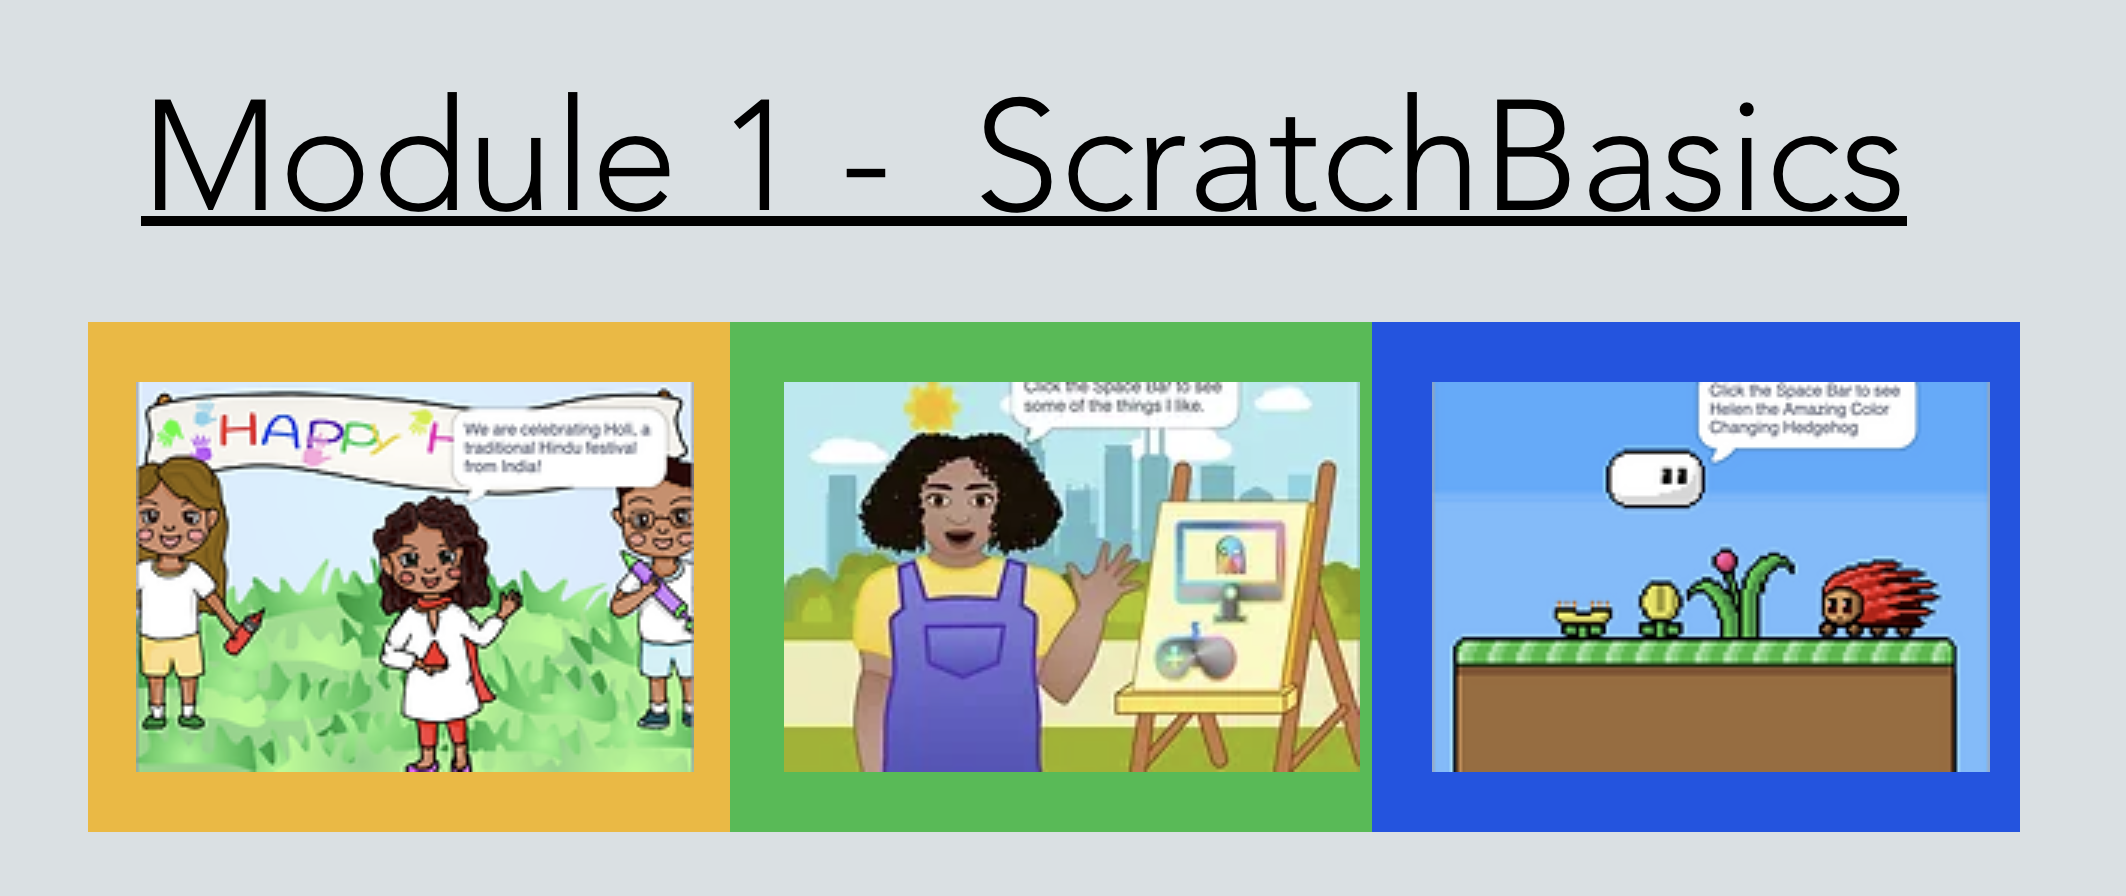 Module 1 -  ScratchBasics
HAPPY H
We are celebrating Holi, a
traditional Hindu festival
from India!
Click the Space Bar to see
some of the things I like.
Click the Space Bar to see
Helen the Amazing Color
Changing Hedgehog